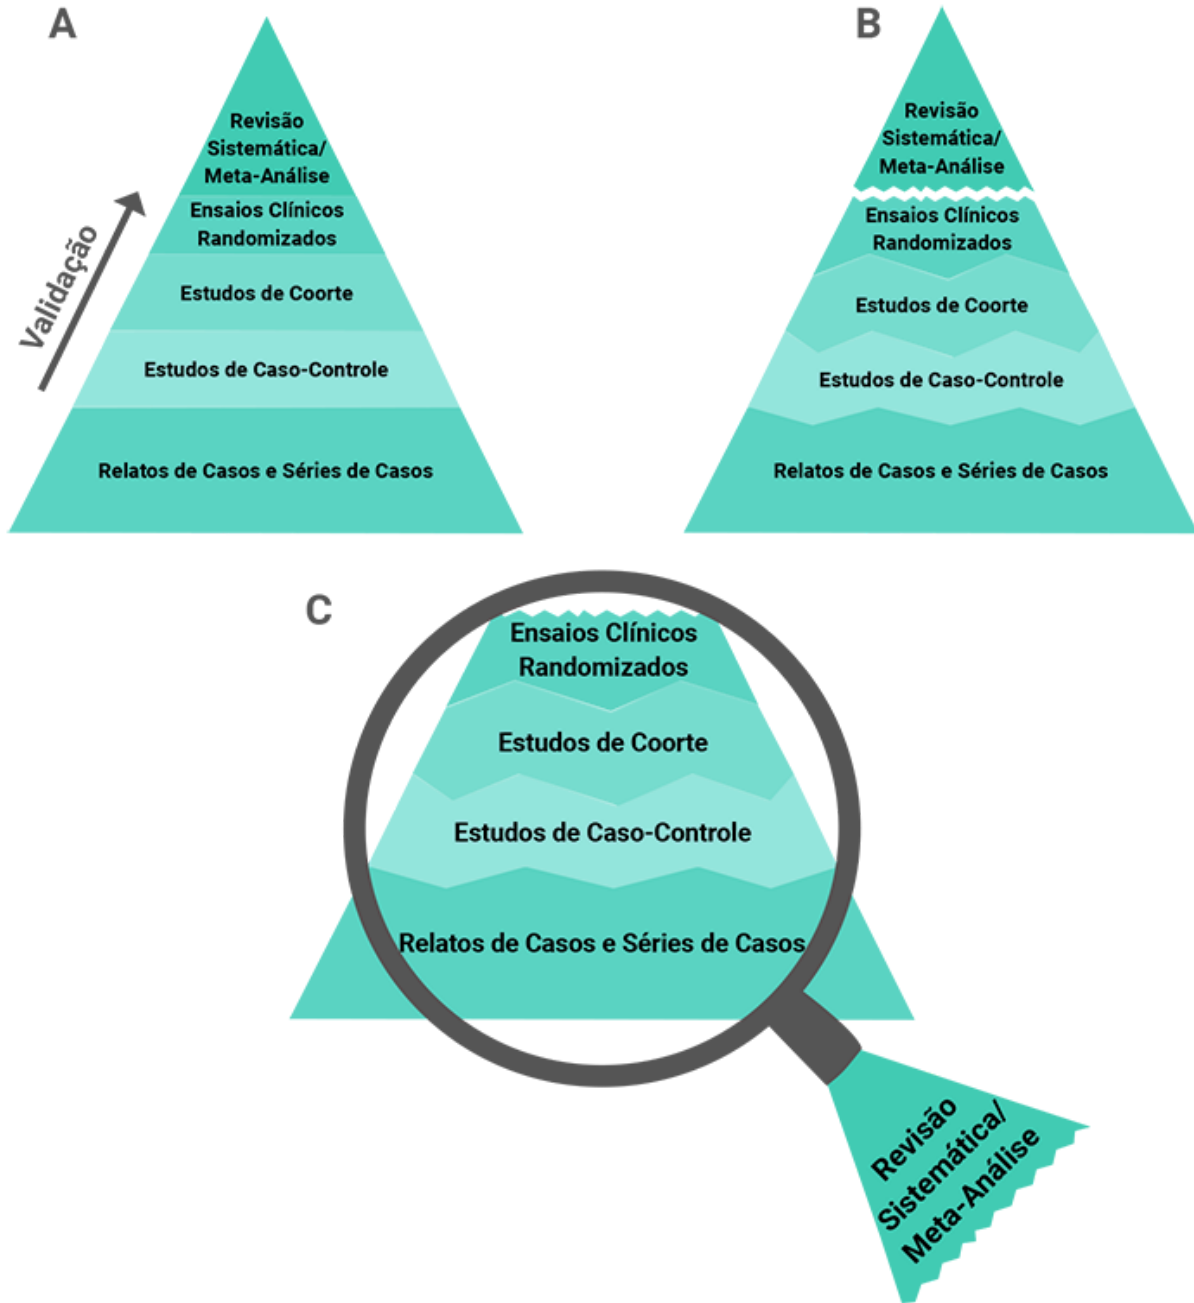 A
Revisão
Sistemática/
Meta-Análise
Ensaios Clínicos
Randomizados
Estudos de Coorte
Estudos de Caso-Controle
Relatos de Casos e Séries de Casos
Validação
B
Revisão
Sistemática/
Meta-Análise
Ensaios Clínicos
Randomizados
Estudos de Coorte
Estudos de Caso-Controle
Relatos de Casos e Séries de Casos
C
Ensaios Clínicos
Randomizados
Estudos de Coorte
Estudos de Caso-Controle
Relatos de Casos e Séries de Casos
Revisão
Sistemática/
Meta-Análise